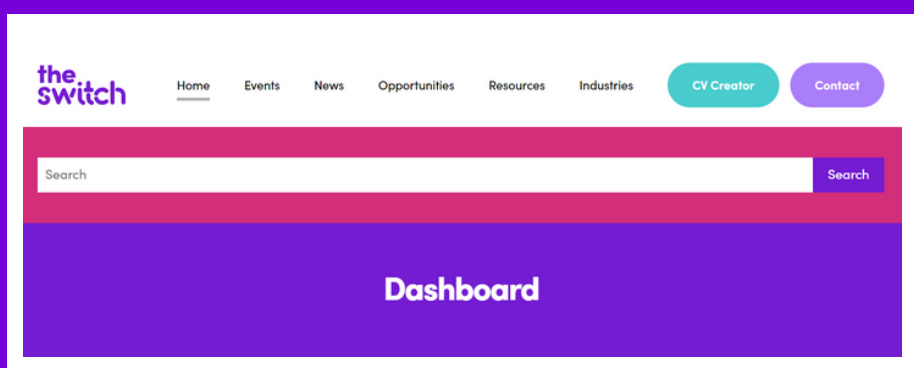 the switch
Home Events News Opportunities Resources Industries CV Creator Contact
Search Search
Dashboard